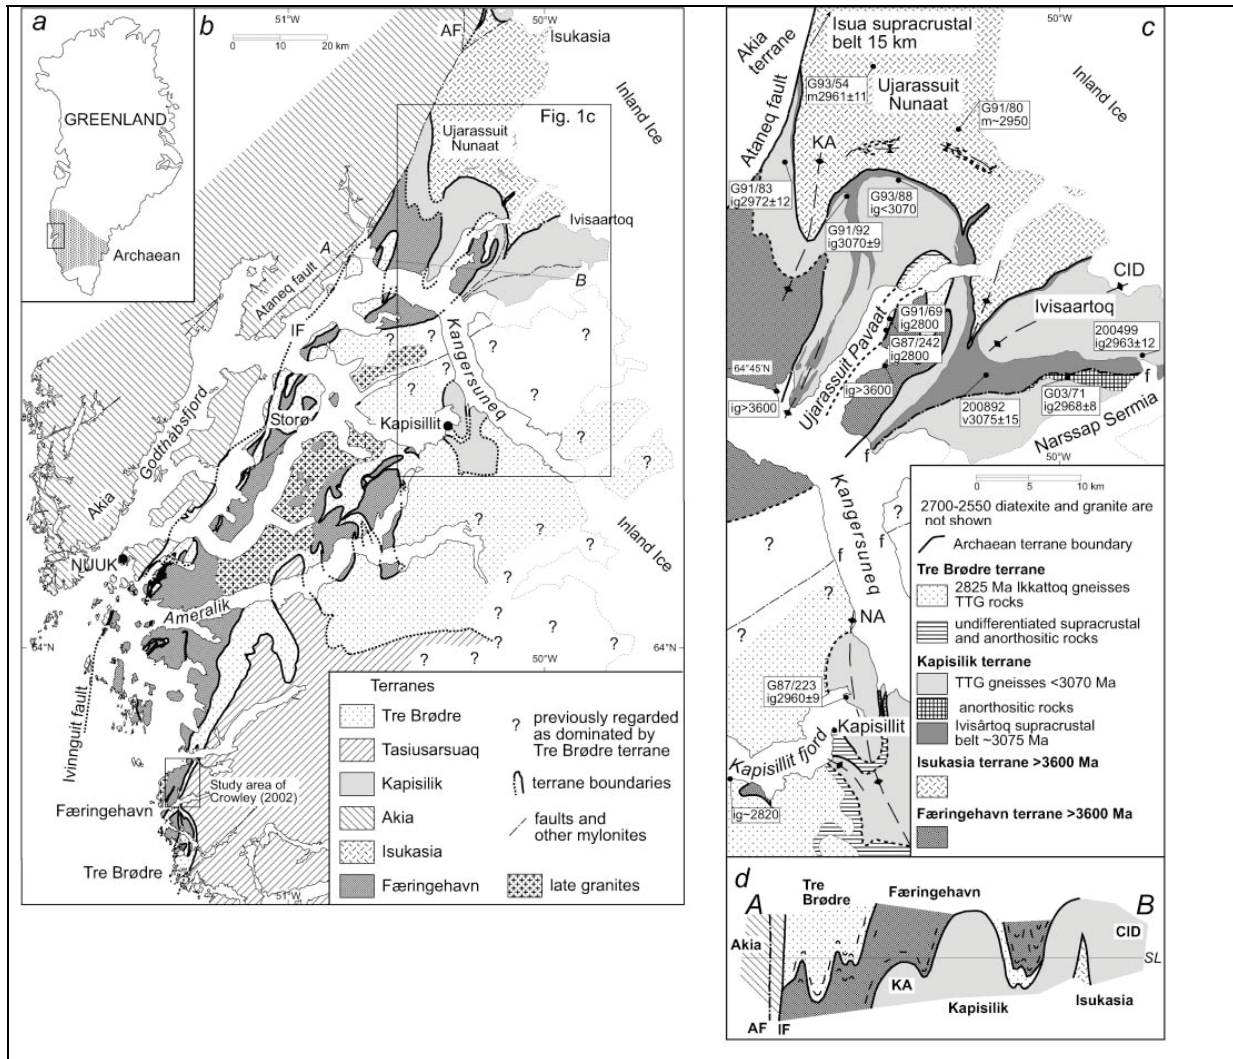 a
GREENLAND
Archaean
b
0 10 20 km
51°W
50°W
AF
Isukasia
Inland Ice
Fig. 1c
Ujarassuit
Nunaat
Ivisaartoq
A
B
Ataneq fault
IF
Kangersuneq
?
?
?
?
Godthåbsfjord
Storø
Kapisillit
?
?
?
Akia
NUUK
Inland Ice
Ameralik
?
?
?
?
?
?
?
64°N
50°W
64°N
Ivinnguit fault
Study area of
Crowley (2002)
Færingehavn
Tre Brødre
51°W
Terranes
Tre Brødre
Tasiusarsuaq
Kapisilik
Akia
Isukasia
Færingehavn
? previously regarded
as dominated by
Tre Brødre terrane
terrane boundaries
faults and
other mylonites
late granites
c
50°W
Isua supracrustal
belt 15 km
Akia
terrane
Ataneq fault
G93/54
m2961±11
Ujarassuit
Nunaat
G91/80
m~2950
Inland Ice
KA
G91/83
ig2972±12
G93/88
ig<3070
G91/92
ig3070±9
CID
Ivisaartoq
G91/69
ig2800
G87/242
ig2800
200499
ig2963±12
64°45'N
Ujarassuit Pavaat
ig>3600
ig>3600
f
200892
v3075±15
G03/71
ig2968±8
Narssap Sermia
f
50°W
Kangersuneq
f
f
?
?
?
NA
G87/223
ig2960±9
Kapisillit
Kapisillit fjord
ig~2820
0 5 10 km
2700-2550 diatexite and granite are
not shown
Archaean terrane boundary
Tre Brødre terrane
2825 Ma Ikkattoq gneisses
TTG rocks
undifferentiated supracrustal
and anorthositic rocks
Kapisilik terrane
TTG gneisses <3070 Ma
anorthositic rocks
Ivisârtoq supracrustal
belt ~3075 Ma
Isukasia terrane >3600 Ma
Færingehavn terrane >3600 Ma
d
A
Tre
Brødre
Færingehavn
B
Akia
CID
SL
KA
Kapisilik
Isukasia
AF IF